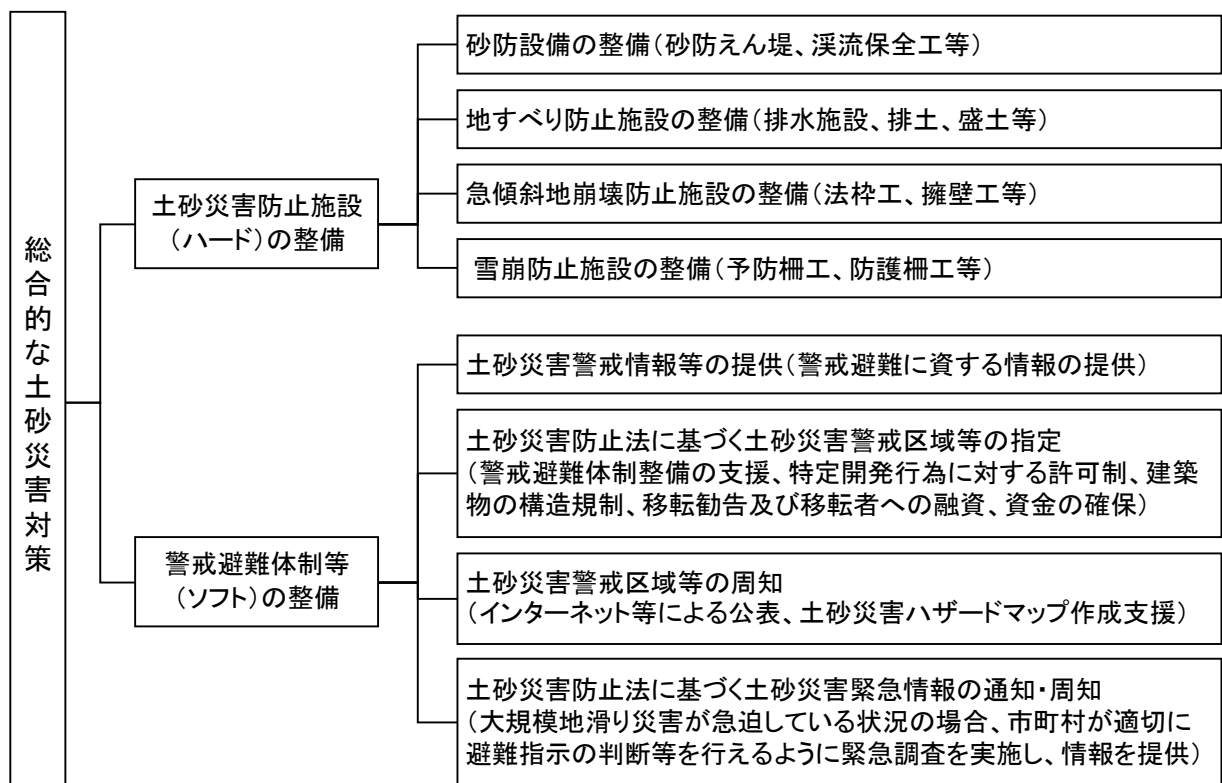 総合的な土砂災害対策
土砂災害防止施設
(ハード)の整備
砂防設備の整備(砂防えん堤、渓流保全工等)
地すべり防止施設の整備(排水施設、排土、盛土等)
急傾斜地崩壊防止施設の整備(法枠工、擁壁工等)
雪崩防止施設の整備(予防柵工、防護柵工等)
警戒避難体制等
(ソフト)の整備
土砂災害警戒情報等の提供(警戒避難に資する情報の提供)
土砂災害防止法に基づく土砂災害警戒区域等の指定
(警戒避難体制整備の支援、特定開発行為に対する許可制、建築
物の構造規制、移転勧告及び移転者への融資、資金の確保)
土砂災害警戒区域等の周知
(インターネット等による公表、土砂災害ハザードマップ作成支援)
土砂災害防止法に基づく土砂災害緊急情報の通知・周知
(大規模地滑り災害が急迫している状況の場合、市町村が適切に
避難指示の判断等を行えるように緊急調査を実施し、情報を提供)